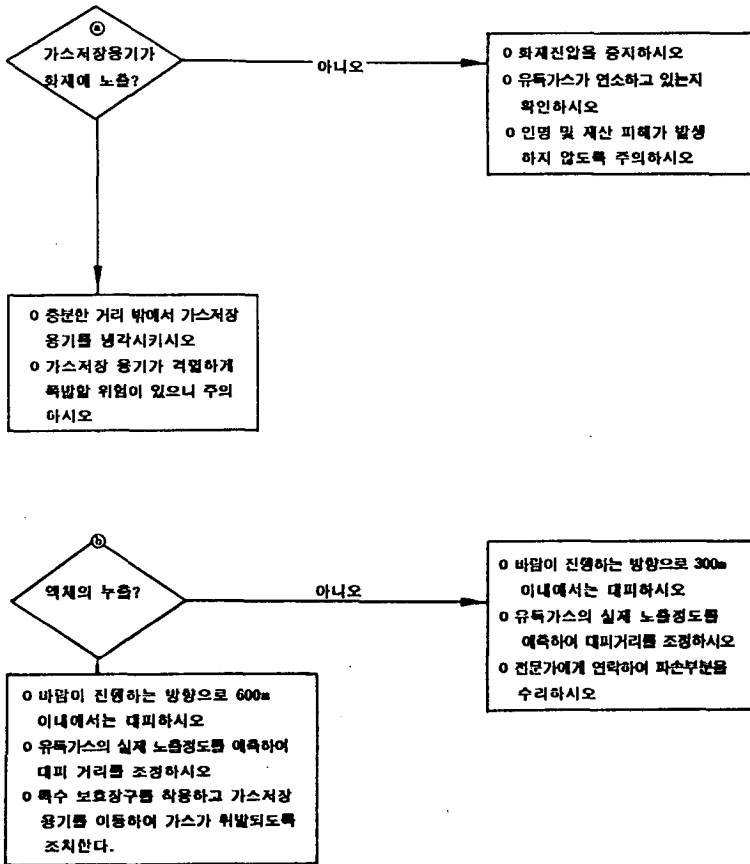 ⓐ
가스저장용기가
화재에 노출?
아니오
o 화재진압을 중지하시오
o 유독가스가 연소하고 있는지
확인하시오
o 인명 및 재산 피해가 발생
하지 않도록 주의하시오
o 충분한 거리 밖에서 가스저장
용기를 냉각시키시오
o 가스저장 용기가 격렬하게
폭발할 위험이 있으니 주의
하시오
ⓑ
액체의 누출?
아니오
o 바람이 진행하는 방향으로 300m
이내에서는 대피하시오
o 유독가스의 실제 노출정도를
예측하여 대피거리를 조정하시오
o 전문가에게 연락하여 파손부분을
수리하시오
o 바람이 진행하는 방향으로 600m
이내에서는 대피하시오
o 유독가스의 실제 노출정도를 예측하여
대피 거리를 조정하시오
o 특수 보호장구를 착용하고 가스저장
용기를 이동하여 가스가 휘발되도록
조치한다.